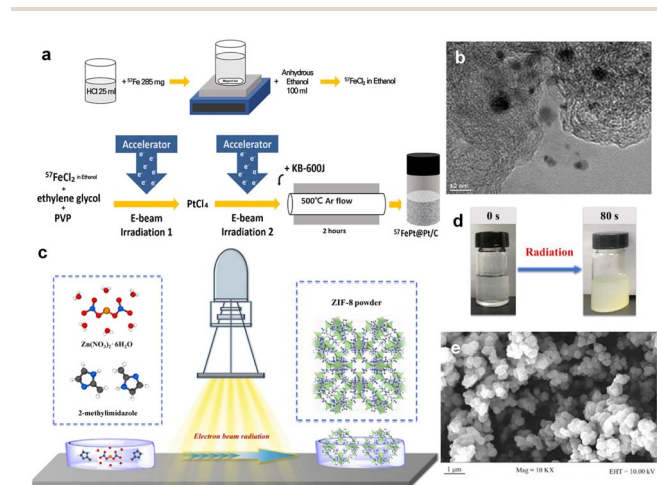 a
HCl 25 ml
+ ⁵⁷Fe 285 mg
+
Anhydrous
Ethanol
100 ml
⁵⁷FeCl₂ in Ethanol
Accelerator
e⁻ e⁻ e⁻ e⁻ e⁻
Accelerator
e⁻ e⁻ e⁻ e⁻ e⁻
+ KB-600J
⁵⁷FeCl₂ in Ethanol
+
ethylene glycol
+
PVP
E-beam
Irradiation 1
PtCl₄
E-beam
Irradiation 2
500℃ Ar flow
2 hours
⁵⁷FePt@Pt/C
b
c
Zn(NO₃)₂· 6H₂O
2-methylimidazole
Electron beam radiation
ZIF-8 powder
d
0 s
Radiation
80 s
e
1 µm
Mag = 10 KX
EHT = 10.00 kV